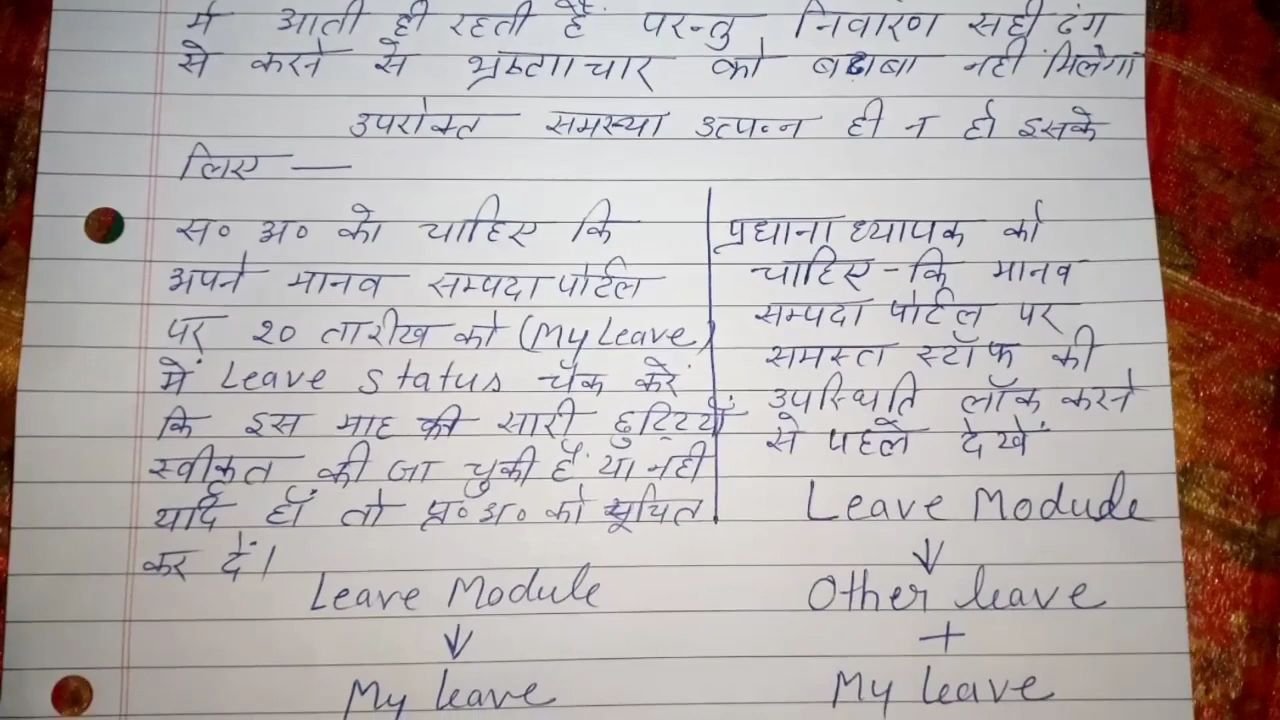 में आती ही रहती हैं परन्तु निवारण सही ढंग
से करने से भ्रष्टाचार को बढाबा नही मिलेगा
उपरोक्त समस्या उत्पन्न ही न हो इसके
लिए —
स० अ० को चाहिए कि
अपने मानव सम्पदा पोर्टल
पर २० तारीख को (My Leave)
में Leave Status चैक करें
कि इस माह की सारी छुट्टियाँ
स्वीकृत की जा चुकी हैं या नही
यदि हाँ तो प्र० अ० को सूचित
कर दें।
Leave Module
↓
My leave
प्रधानाध्यापक को
चाहिए - कि मानव
सम्पदा पोर्टल पर
समस्त स्टॉफ की
उपस्थिति लॉक करने
से पहले देखें
Leave Modude
↓
Other leave
+
My leave